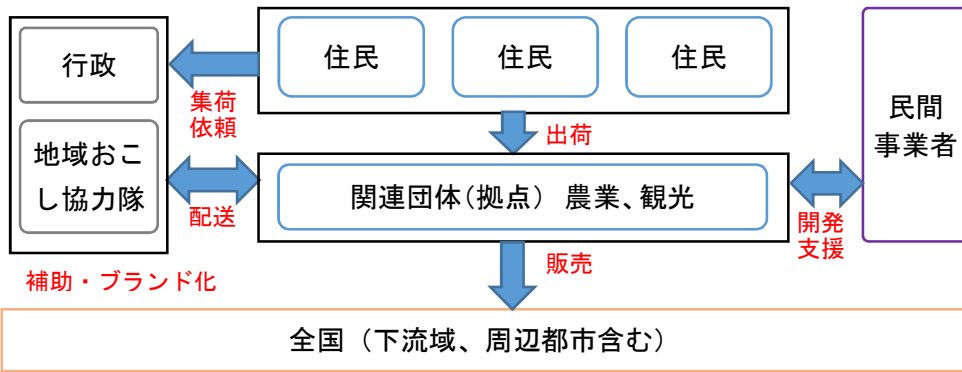 行政
住民
住民
住民
民間
事業者
集荷
依頼
出荷
地域おこ
し協力隊
配送
関連団体（拠点） 農業、観光
開発
支援
補助・ブランド化
販売
全国（下流域、周辺都市含む）